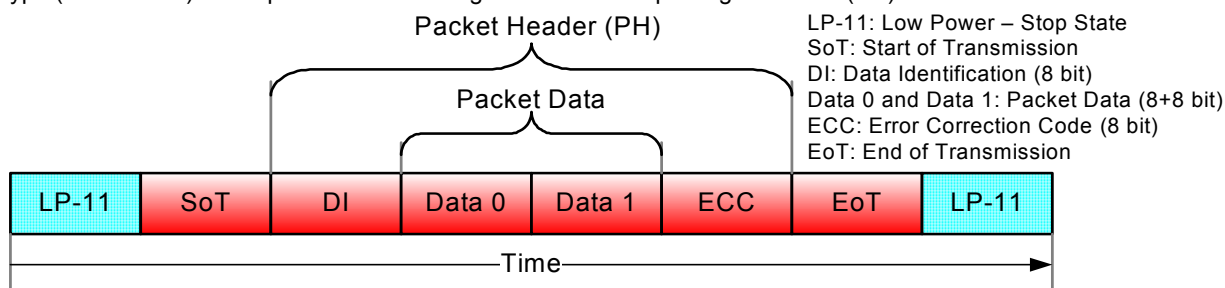 Packet Header (PH)
Packet Data
LP-11: Low Power – Stop State
SoT: Start of Transmission
DI: Data Identification (8 bit)
Data 0 and Data 1: Packet Data (8+8 bit)
ECC: Error Correction Code (8 bit)
EoT: End of Transmission
LP-11 SoT DI Data 0 Data 1 ECC EoT LP-11
Time